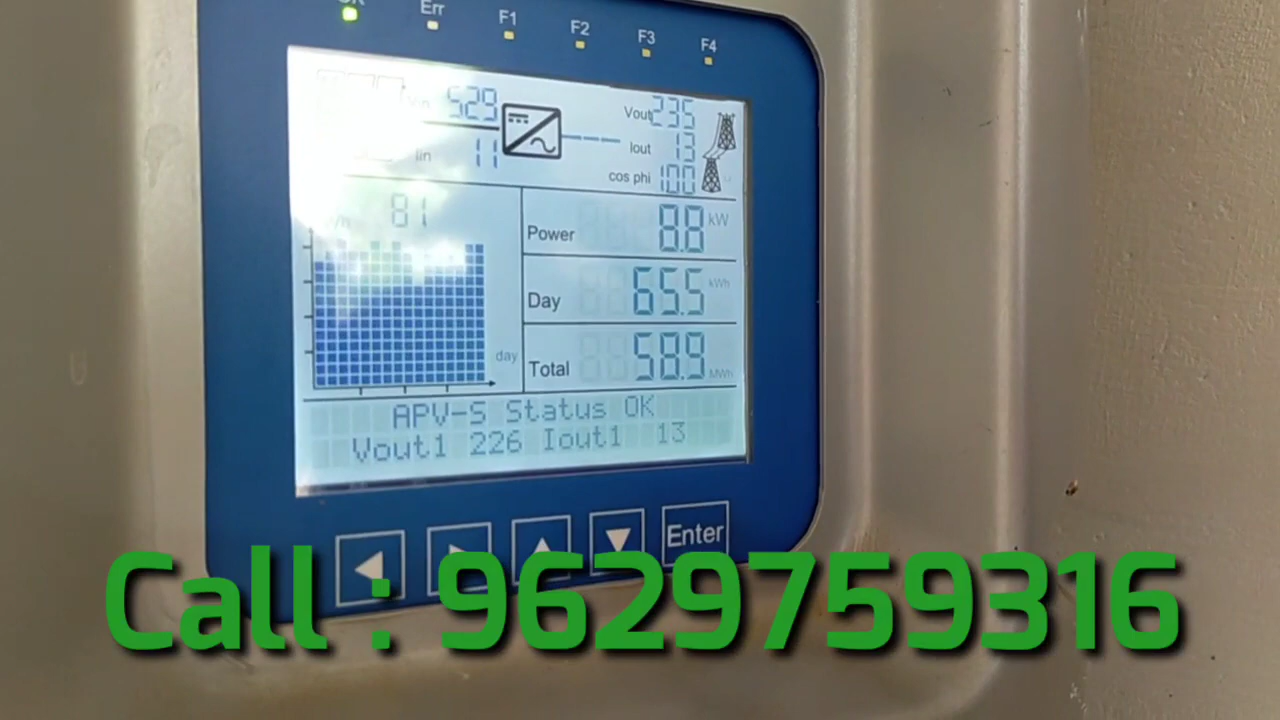 OK Err F1 F2 F3 F4
529 Vout 235
Iin 11 Iout 13
cos phi 100
81
Power 8.8 kW
Day 65.5 kWh
day
Total 58.9 MWh
APV-S Status OK
Vout1 226 Iout1 13
Enter
Call : 9629759316